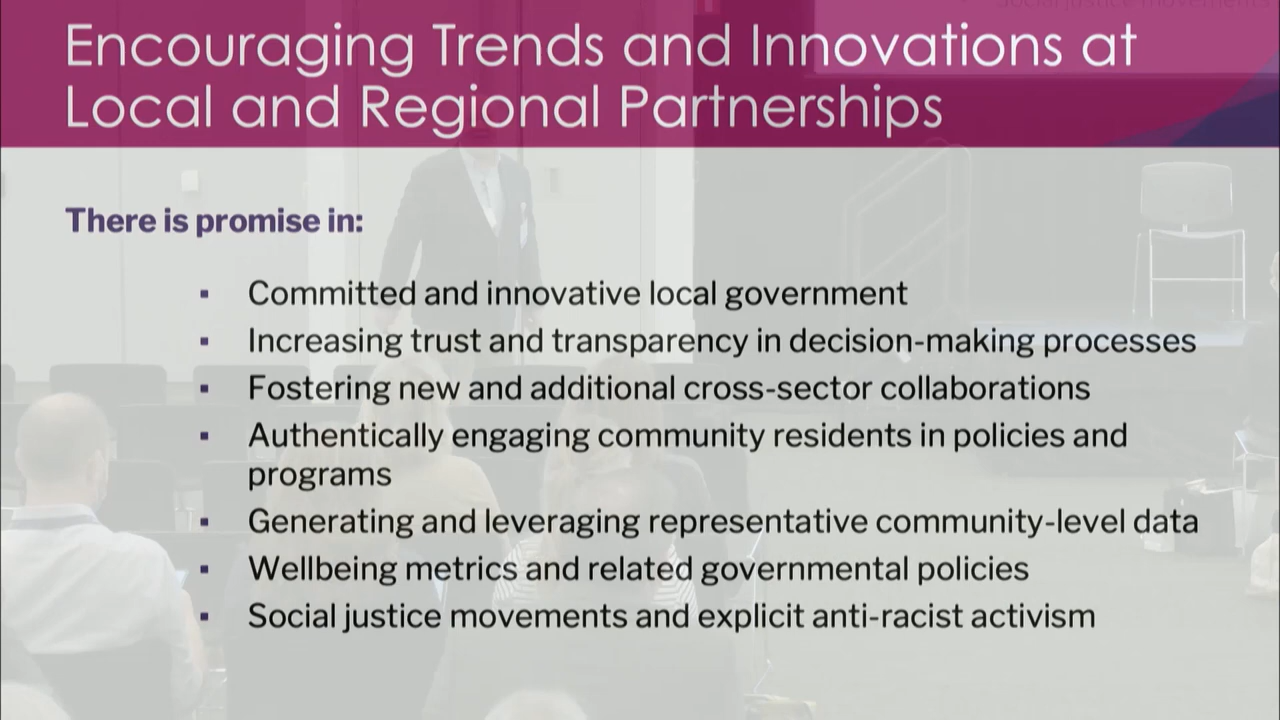 Encouraging Trends and Innovations at
Local and Regional Partnerships
There is promise in:
▪ Committed and innovative local government
▪ Increasing trust and transparency in decision-making processes
▪ Fostering new and additional cross-sector collaborations
▪ Authentically engaging community residents in policies and
programs
▪ Generating and leveraging representative community-level data
▪ Wellbeing metrics and related governmental policies
▪ Social justice movements and explicit anti-racist activism